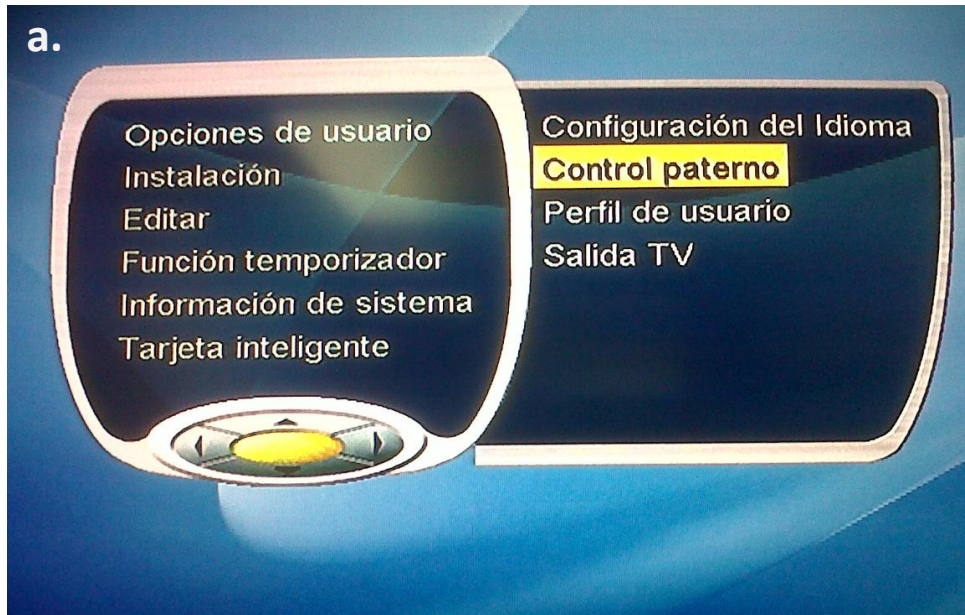 a.
Opciones de usuario
Instalación
Editar
Función temporizador
Información de sistema
Tarjeta inteligente
Configuración del Idioma
Control paterno
Perfil de usuario
Salida TV